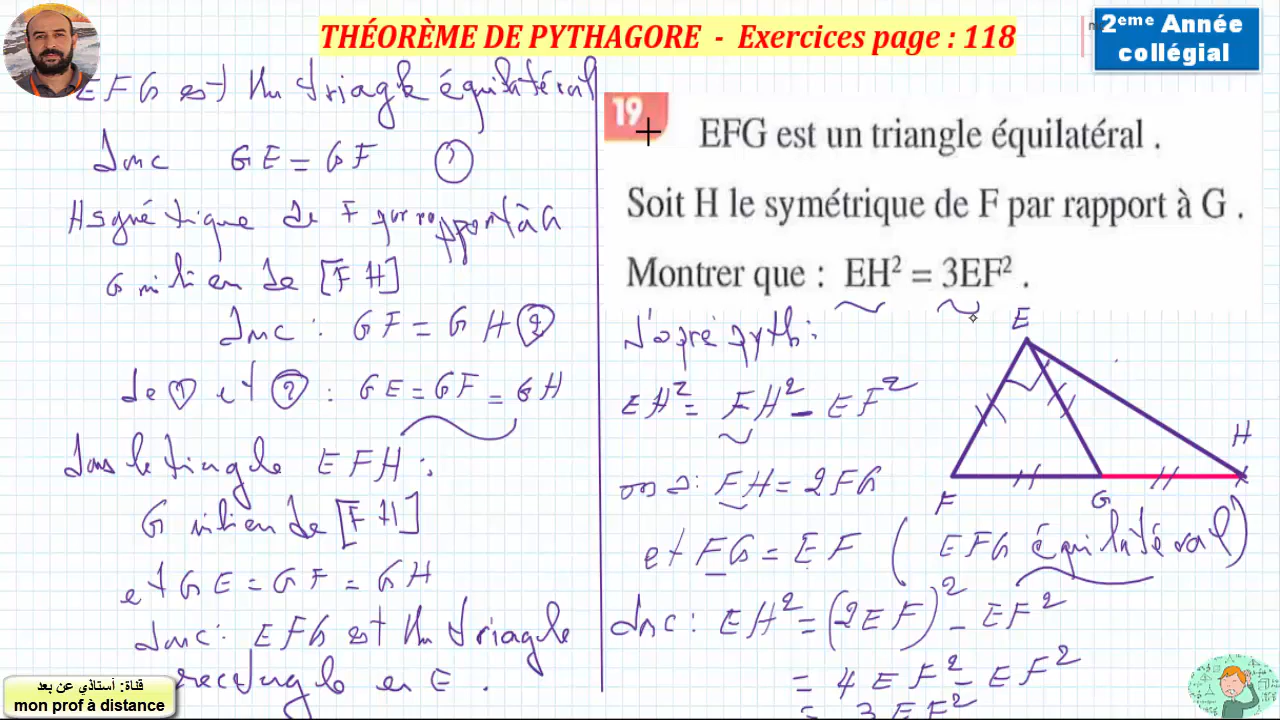 THÉORÈME DE PYTHAGORE - Exercices page : 118
2eme Année
collégial
EFG est un triangle équilatéral
donc GE = GF ①
H symétrique de F par rapport à G
G milieu de [FH]
donc : GF = GH ②
de ① et ② : GE = GF = GH
dans le triangle EFH :
G milieu de [FH]
et GE = GF = GH
donc : EFG est un triangle
rectangle en E .
19
EFG est un triangle équilatéral .
Soit H le symétrique de F par rapport à G .
Montrer que : EH² = 3EF² .
d'après pyth :
EH² = FH² - EF²
on a : FH = 2FG
et FG = EF ( EFG équilatéral )
donc : EH² = (2EF)² - EF²
= 4EF² - EF²
= 3EF²
E
F
G
H
قناة: أستاذي عن بعد
mon prof à distance